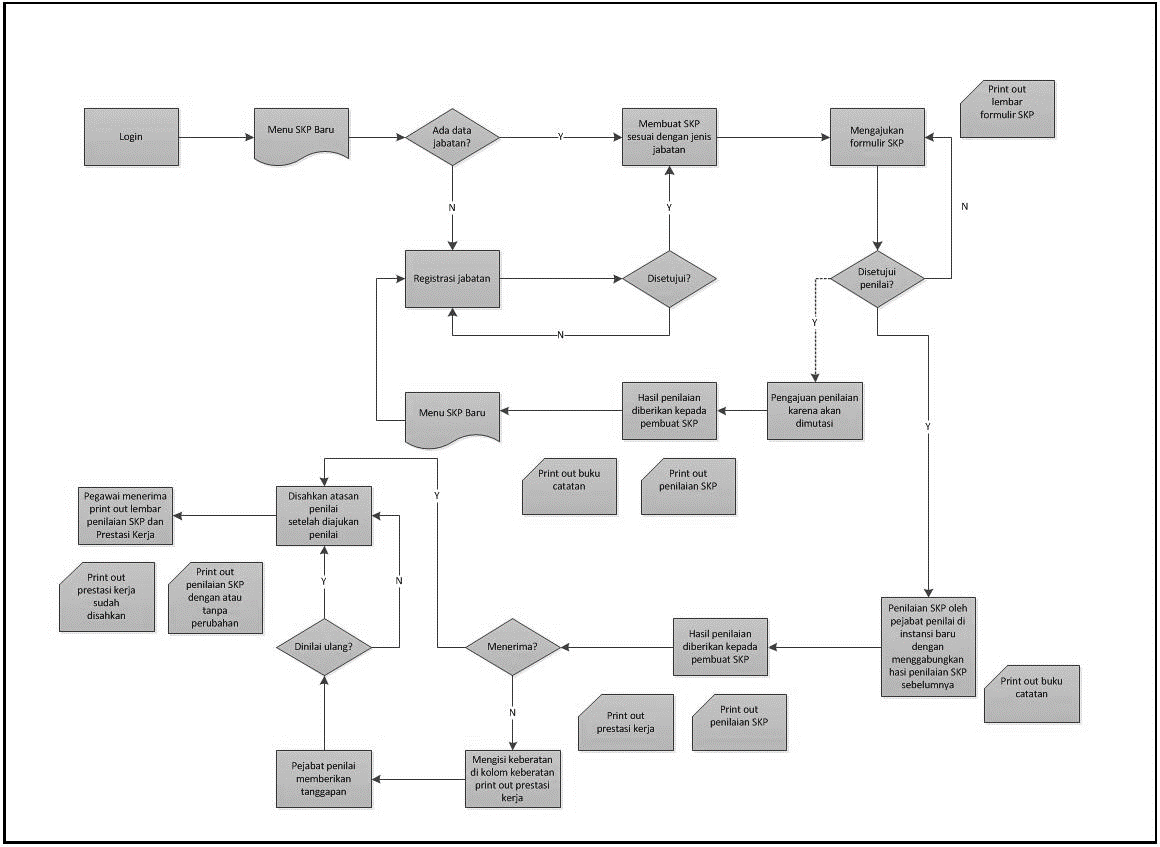 Print out
lembar
formulir SKP
Login
Menu SKP Baru
Ada data
jabatan?
Y
Membuat SKP
sesuai dengan jenis
jabatan
Mengajukan
formulir SKP
N
Y
N
Registrasi jabatan
Disetujui?
Disetujui
penilai?
N
Y
Menu SKP Baru
Hasil penilaian
diberikan kepada
pembuat SKP
Pengajuan penilaian
karena akan
dimutasi
Y
Print out buku
catatan
Print out
penilaian SKP
Y
Pegawai menerima
print out lembar
penilaian SKP dan
Prestasi Kerja
Disahkan atasan
penilai
setelah diajukan
penilai
Print out
prestasi kerja
sudah
disahkan
Print out
penilaian SKP
dengan atau
tanpa
perubahan
Y
N
Dinilai ulang?
Menerima?
Hasil penilaian
diberikan kepada
pembuat SKP
Penilaian SKP oleh
pejabat penilai di
instansi baru
dengan
menggabungkan
hasi penilaian SKP
sebelumnya
Print out buku
catatan
N
Print out
prestasi kerja
Print out
penilaian SKP
Pejabat penilai
memberikan
tanggapan
Mengisi keberatan
di kolom keberatan
print out prestasi
kerja